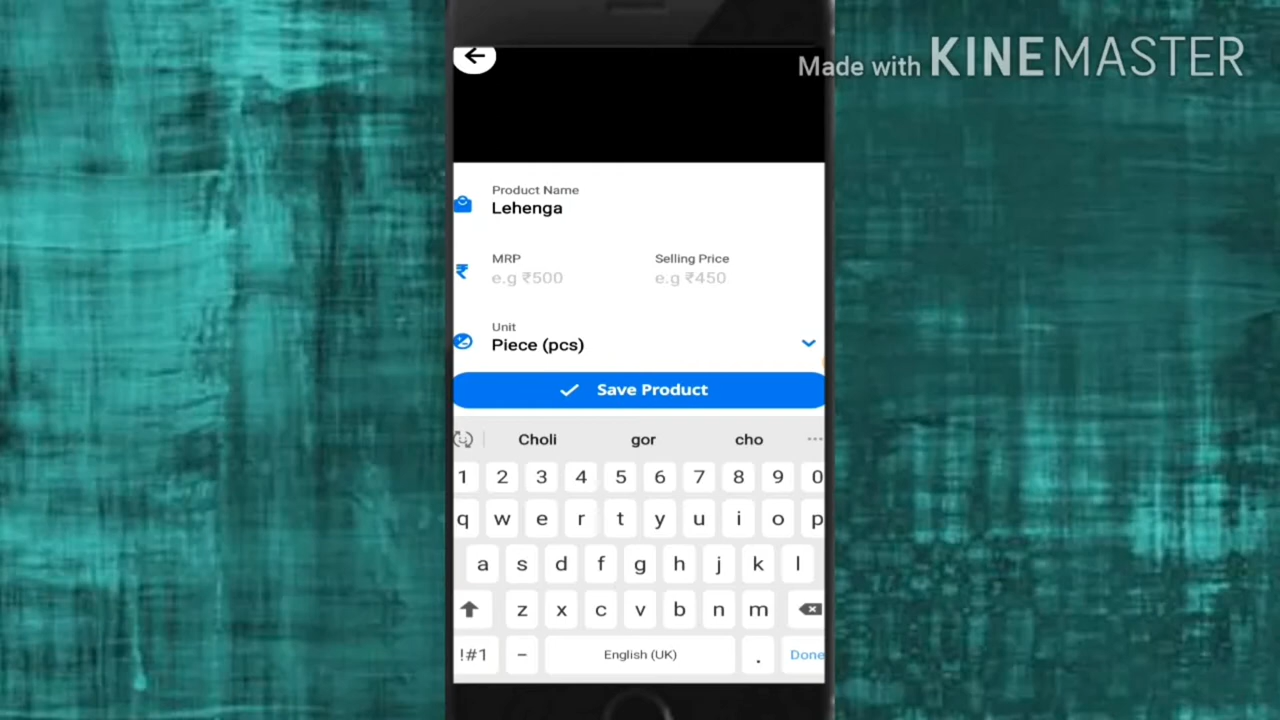 Made with KINEMASTER
Product Name
Lehenga
MRP Selling Price
e.g ₹500 e.g ₹450
Unit
Piece (pcs)
Save Product
Choli gor cho
1 2 3 4 5 6 7 8 9 0
q w e r t y u i o p
a s d f g h j k l
z x c v b n m
!#1 - English (UK) . Done